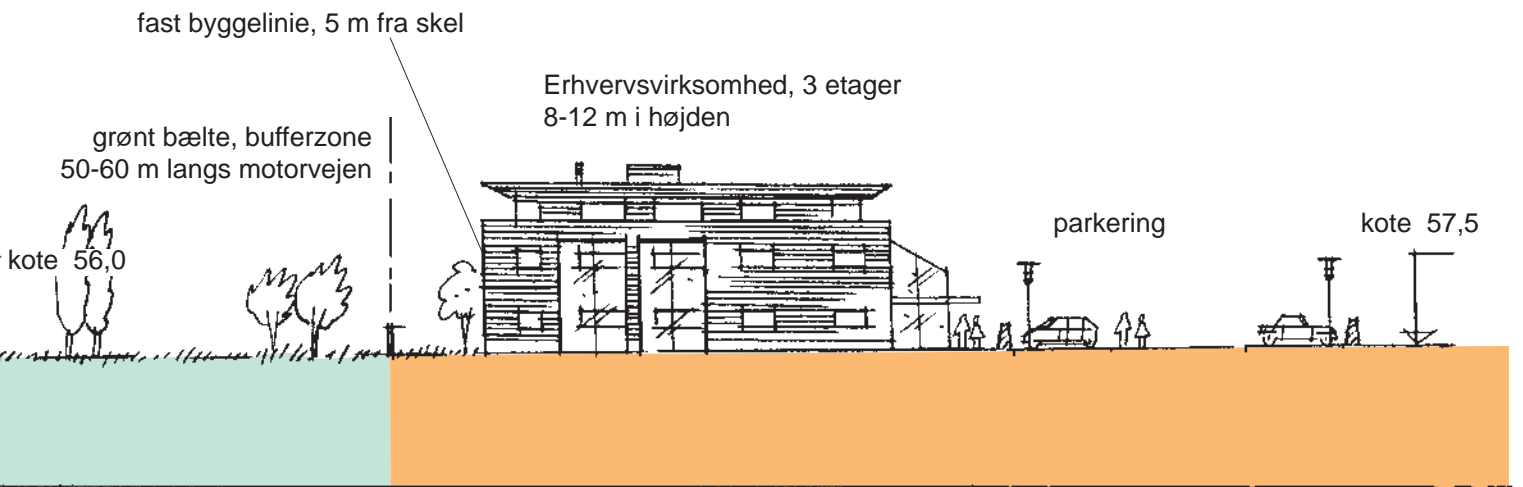 fast byggelinie, 5 m fra skel
Erhvervsvirksomhed, 3 etager
8-12 m i højden
grønt bælte, bufferzone
50-60 m langs motorvejen
kote 56,0
parkering
kote 57,5